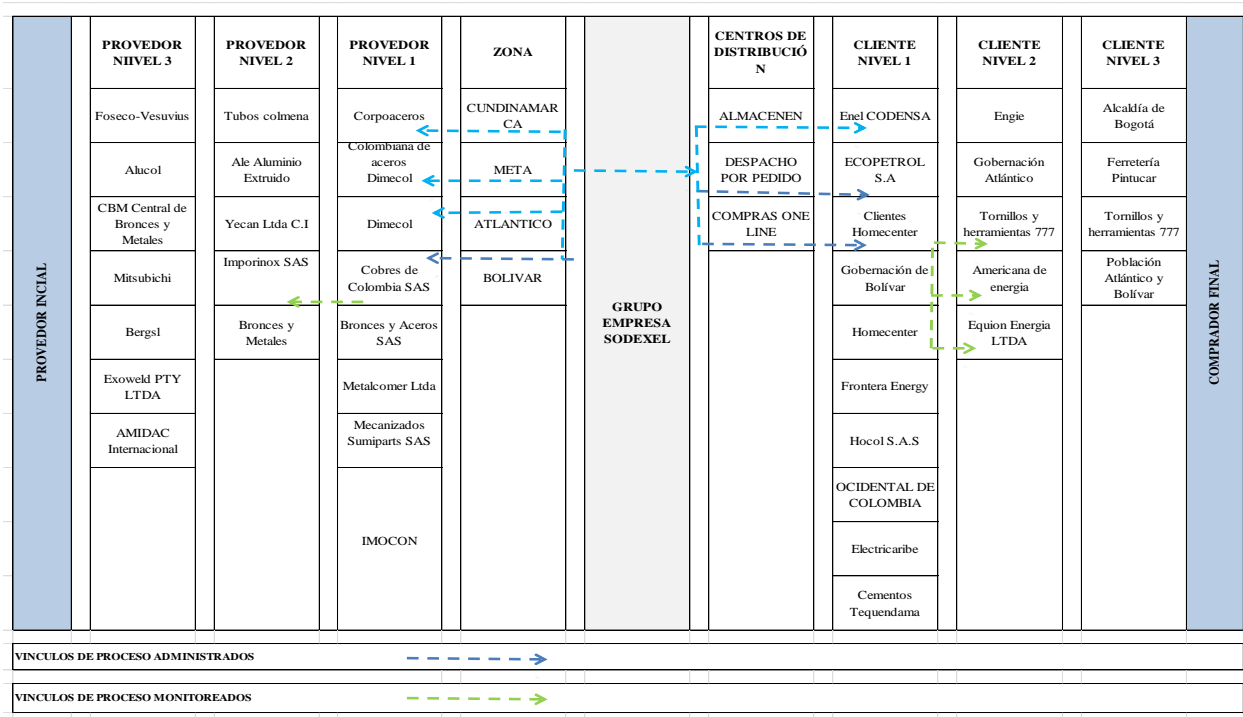 PROVEDOR INCIAL
PROVEDOR
NIIVEL 3
Foseco-Vesuvius
Alucol
CBM Central de
Bronces y
Metales
Mitsubichi
Bergsl
Exoweld PTY
LTDA
AMIDAC
Internacional
PROVEDOR
NIVEL 2
Tubos colmena
Ale Aluminio
Extruido
Yecan Ltda C.I
Imporinox SAS
Bronces y
Metales
PROVEDOR
NIVEL 1
Corpoaceros
Colombiana de
aceros
Dimecol
Dimecol
Cobres de
Colombia SAS
Bronces y Aceros
SAS
Metalcomer Ltda
Mecanizados
Sumiparts SAS
IMOCON
ZONA
CUNDINAMAR
CA
META
ATLANTICO
BOLIVAR
GRUPO
EMPRESA
SODEXEL
CENTROS DE
DISTRIBUCIÓ
N
ALMACENEN
DESPACHO
POR PEDIDO
COMPRAS ONE
LINE
CLIENTE
NIVEL 1
Enel CODENSA
ECOPETROL
S.A
Clientes
Homecenter
Gobernación de
Bolívar
Homecenter
Frontera Energy
Hocol S.A.S
OCIDENTAL DE
COLOMBIA
Electricaribe
Cementos
Tequendama
CLIENTE
NIVEL 2
Engie
Gobernación
Atlántico
Tornillos y
herramientas 777
Americana de
energia
Equion Energia
LTDA
CLIENTE
NIVEL 3
Alcaldía de
Bogotá
Ferretería
Pintucar
Tornillos y
herramientas 777
Población
Atlántico y
Bolívar
COMPRADOR FINAL
VINCULOS DE PROCESO ADMINISTRADOS
VINCULOS DE PROCESO MONITOREADOS